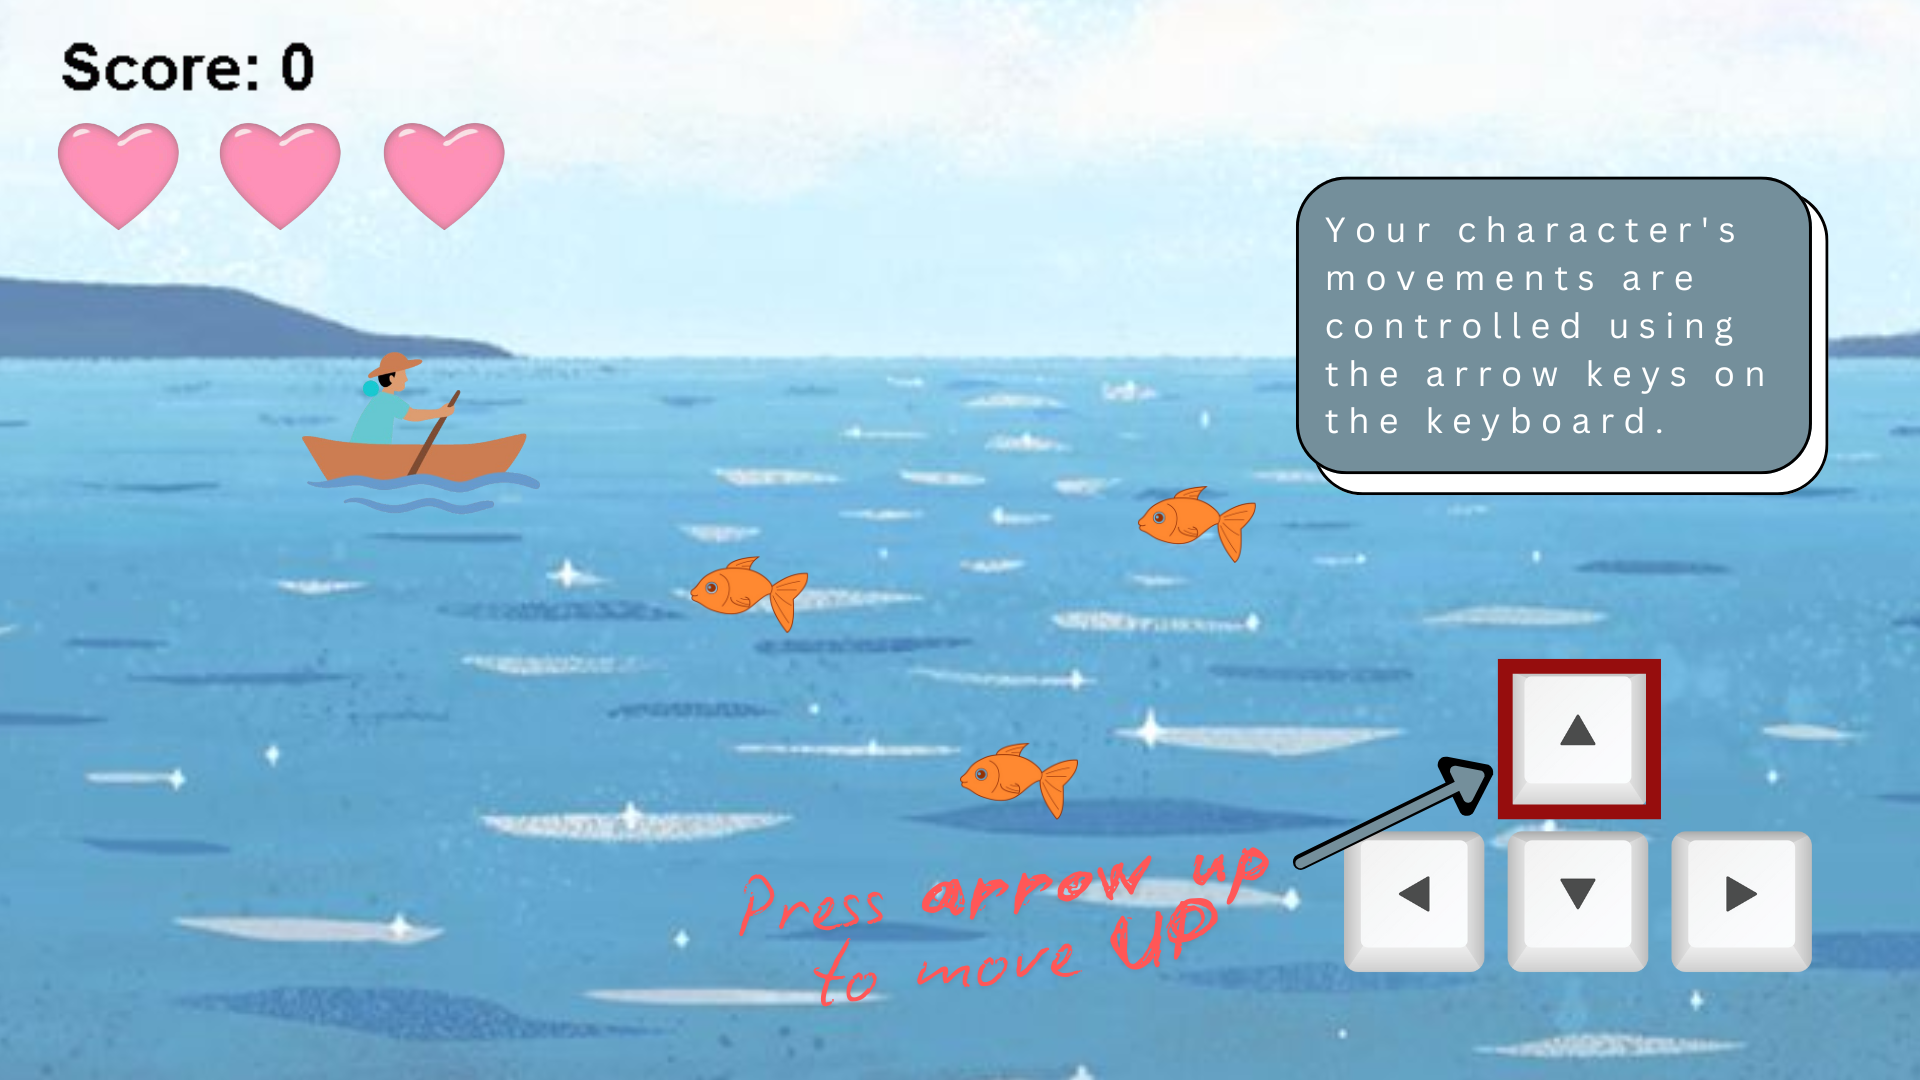 Score: 0
Your character's
movements are
controlled using
the arrow keys on
the keyboard.
Press arrow up
to move UP